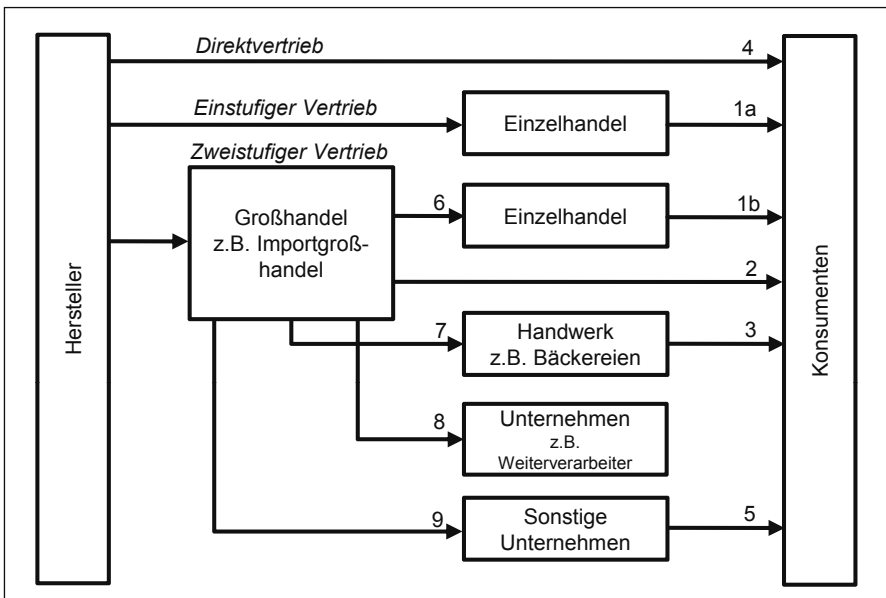 Direktvertrieb
4
Einstufiger Vertrieb
Einzelhandel
1a
Zweistufiger Vertrieb
Großhandel
z.B. Importgroß-
handel
6
Einzelhandel
1b
2
7
Handwerk
z.B. Bäckereien
3
8
Unternehmen
z.B.
Weiterverarbeiter
9
Sonstige
Unternehmen
5
Hersteller
Konsumenten